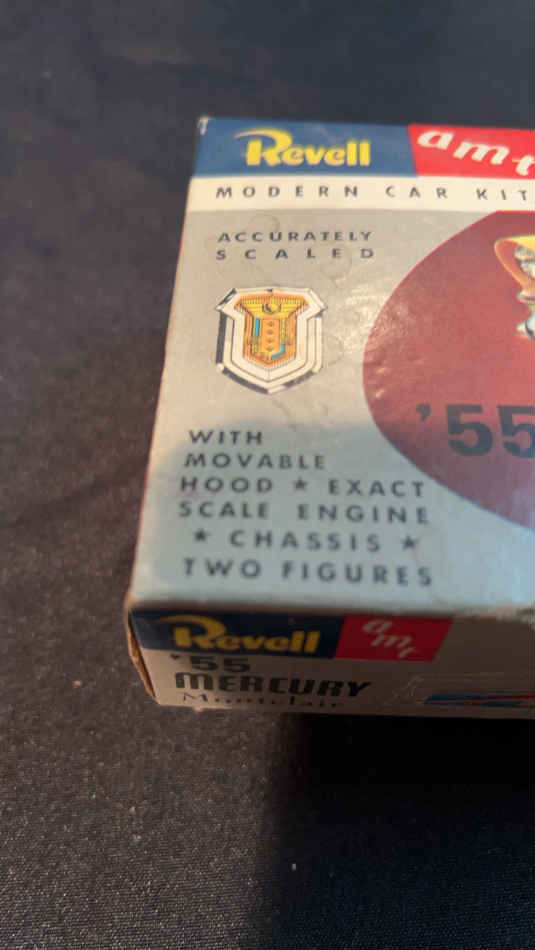 Revell amt
MODERN CAR KIT
ACCURATELY
SCALED
'55
WITH
MOVABLE
HOOD ★ EXACT
SCALE ENGINE
★ CHASSIS ★
TWO FIGURES
Revell amt
'55
MERCURY
Montclair